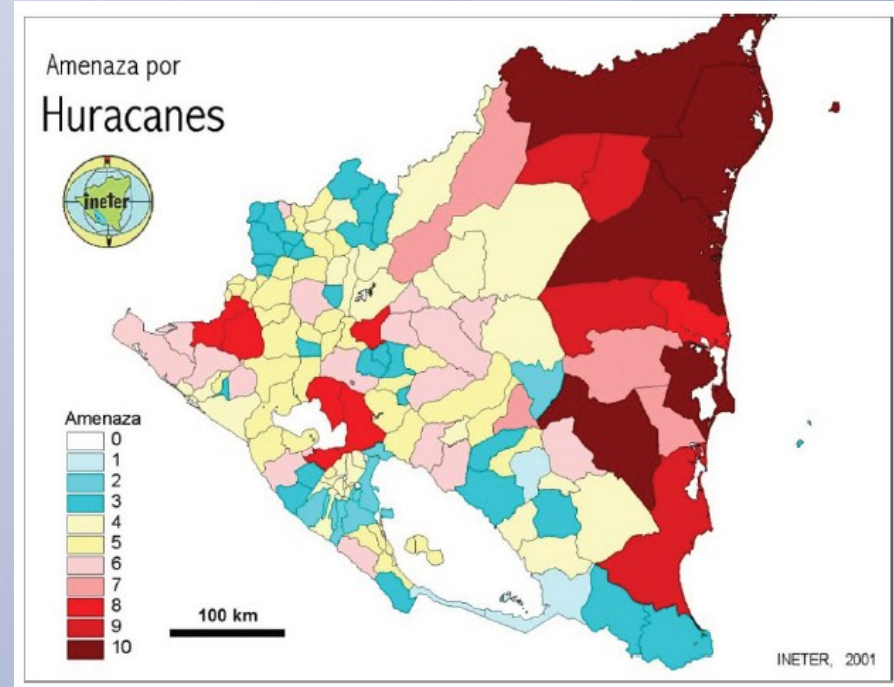 Amenaza por
Huracanes
ineter
Amenaza
0
1
2
3
4
5
6
7
8
9
10
100 km
INETER, 2001